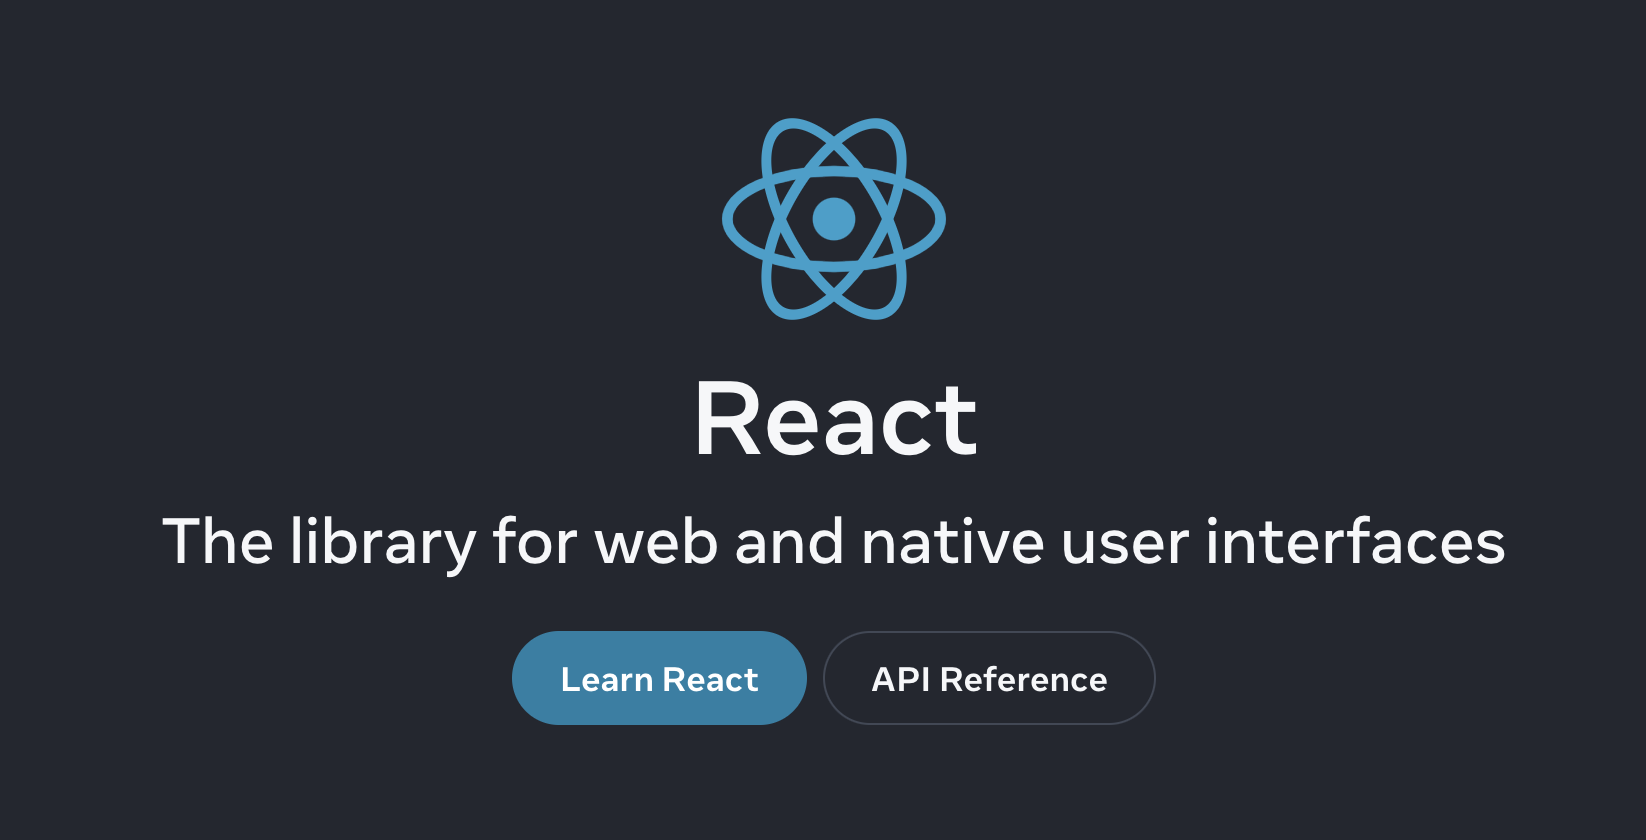 React
The library for web and native user interfaces
Learn React
API Reference